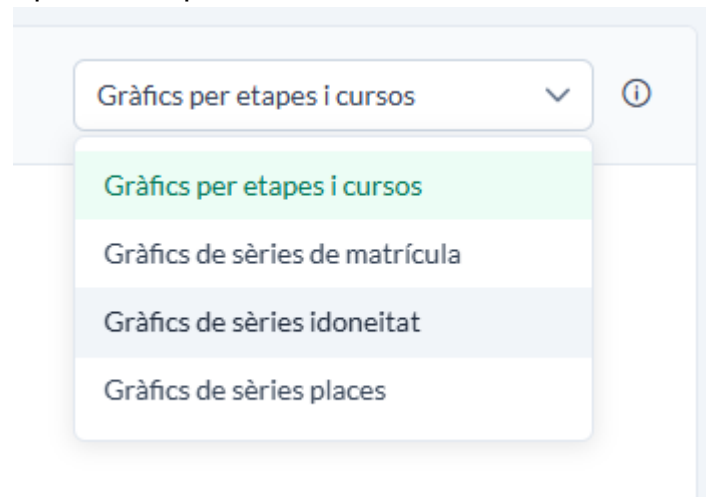 Gràfics per etapes i cursos
Gràfics per etapes i cursos
Gràfics de sèries de matrícula
Gràfics de sèries idoneitat
Gràfics de sèries places